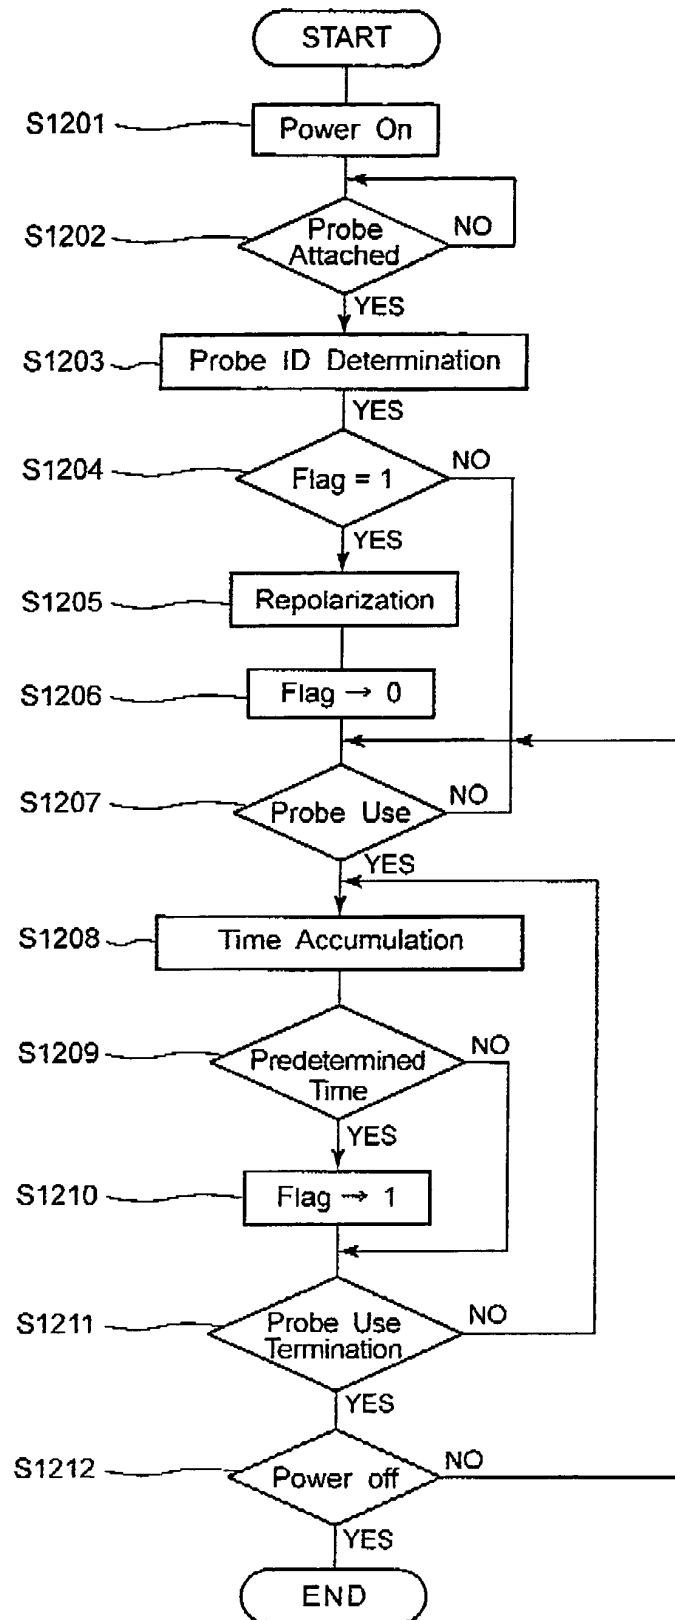 START
S1201
Power On
S1202
Probe
Attached
NO
YES
S1203
Probe ID Determination
YES
S1204
Flag = 1
NO
YES
S1205
Repolarization
S1206
Flag → 0
S1207
Probe Use
NO
YES
S1208
Time Accumulation
S1209
Predetermined
Time
NO
YES
S1210
Flag → 1
S1211
Probe Use
Termination
NO
YES
S1212
Power off
NO
YES
END